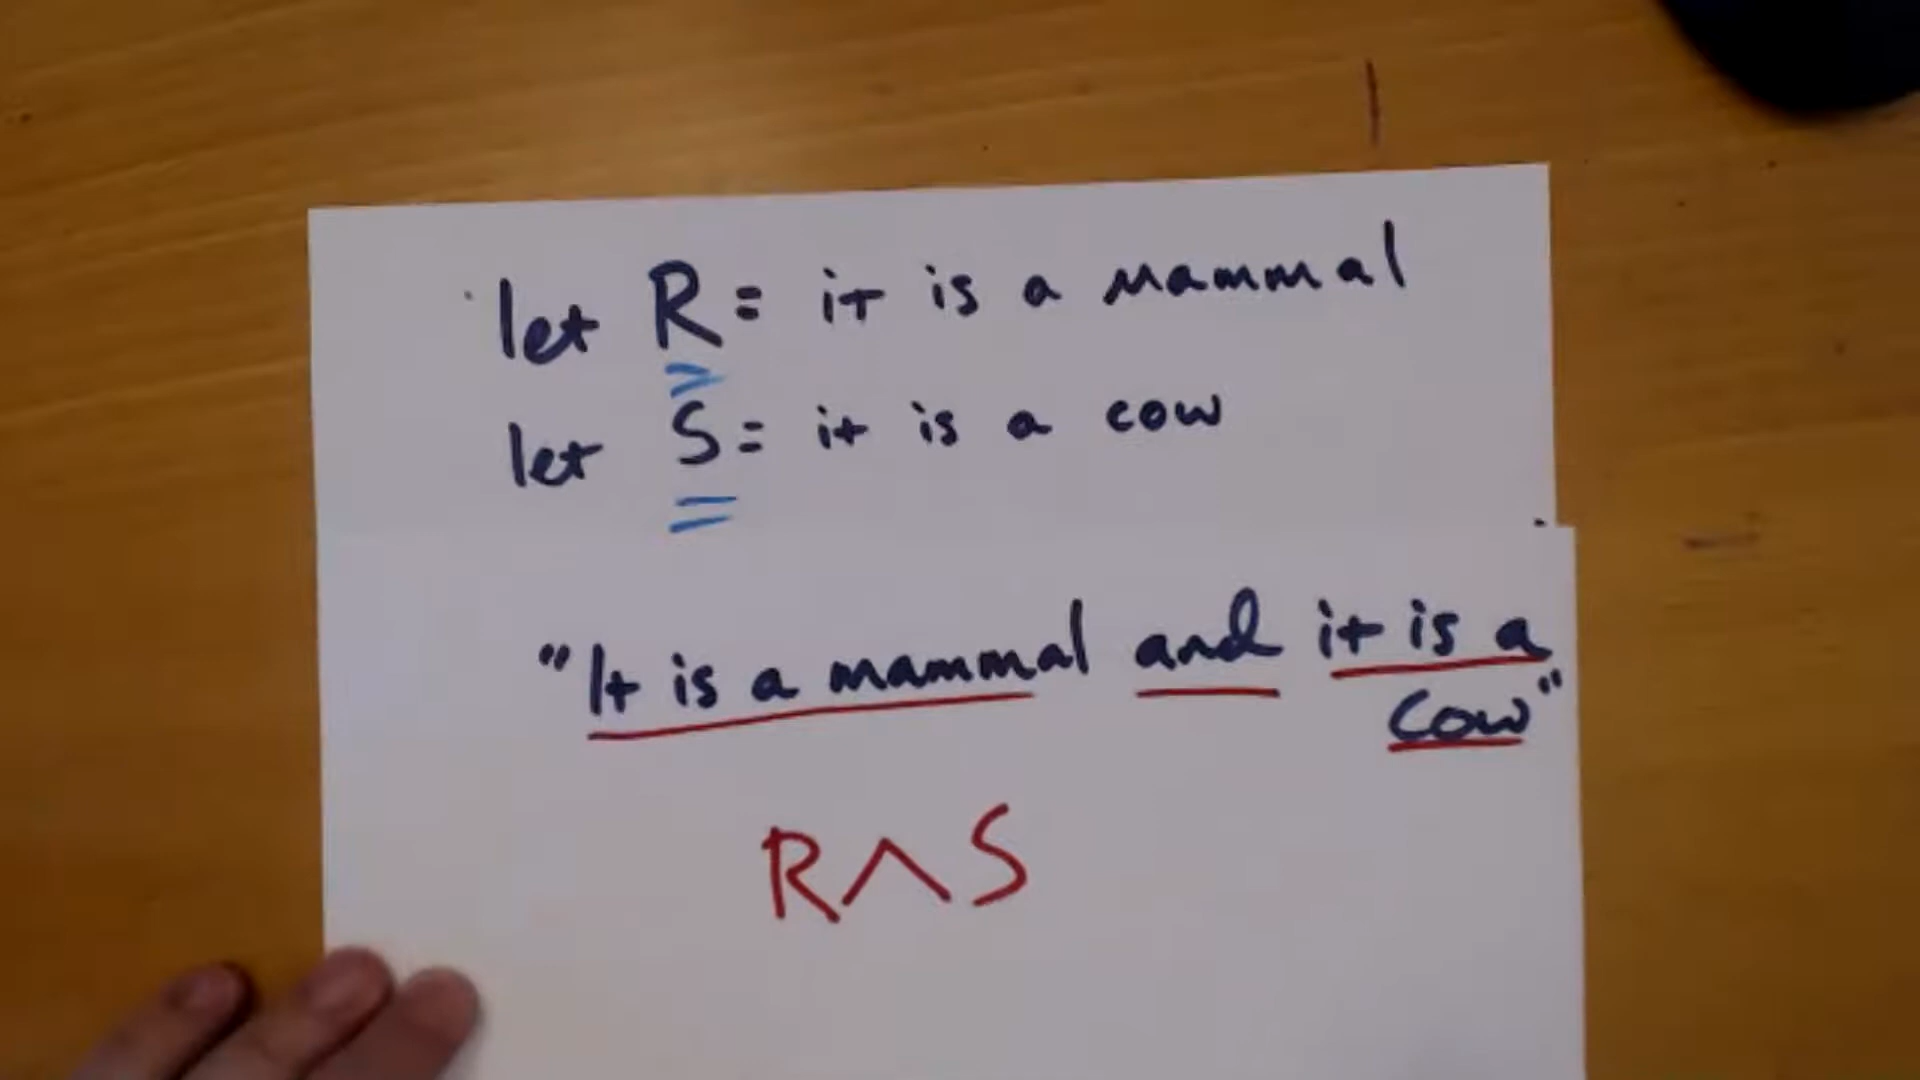 let R = it is a mammal
let S = it is a cow
"It is a mammal and it is a
Cow"
R∧S